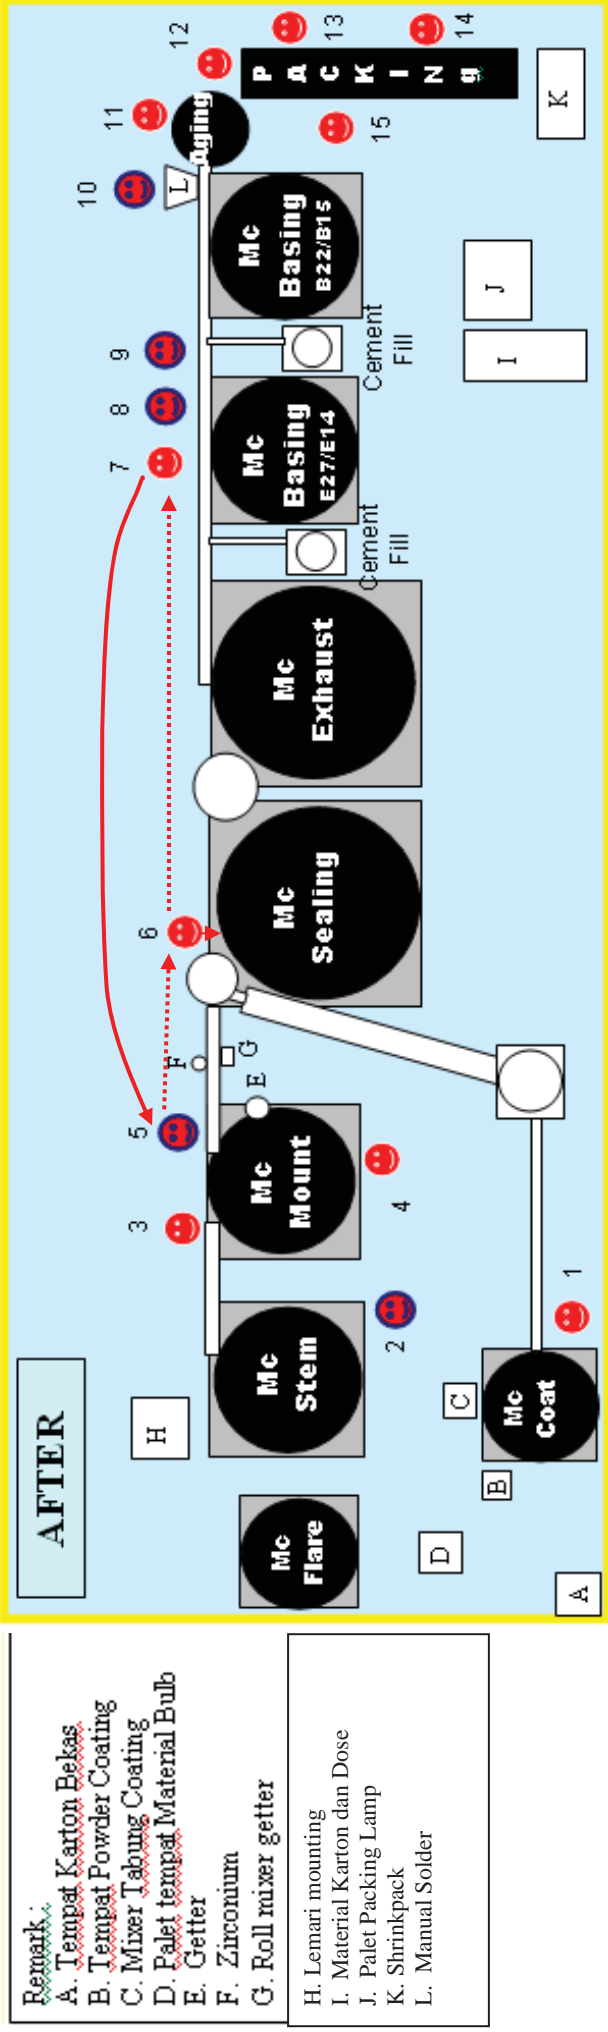 AFTER
H
Mc
Flare
Mc
Stem
Mc
Mount
Mc
Sealing
Mc
Exhaust
Mc
Basing
E27/E14
Mc
Basing
B22/B15
Aging
PACKINg
Mc
Coat
Cement
Fill
Cement
Fill
1
2
3
4
5
6
7
8
9
10
11
12
13
14
15
A
B
C
D
E
F
G
I
J
K
L
Remark :
A. Tempat Karton Bekas
B. Tempat Powder Coating
C. Mixer Tabung Coating
D. Palet tempat Material Bulb
E. Getter
F. Zirconium
G. Roll mixer getter
H. Lemari mounting
I. Material Karton dan Dose
J. Palet Packing Lamp
K. Shrinkpack
L. Manual Solder